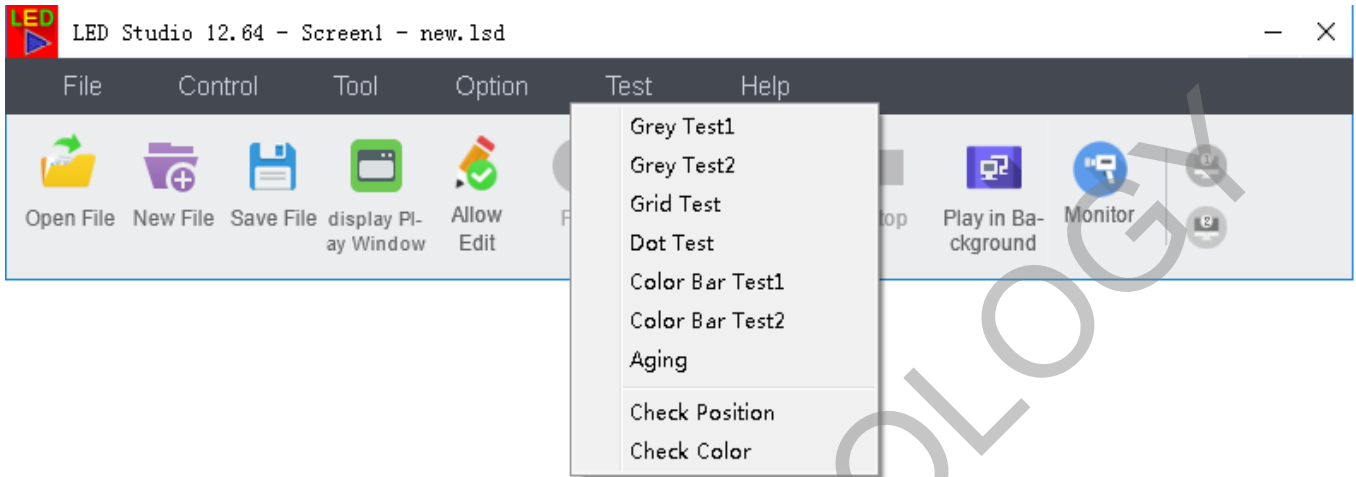 LED
LED Studio 12.64 - Screen1 - new.lsd
File Control Tool Option Test Help
Open File
New File
Save File
display Pl-
ay Window
Allow
Edit
Play in Ba-
ckground
Monitor
1
2
Grey Test1
Grey Test2
Grid Test
Dot Test
Color Bar Test1
Color Bar Test2
Aging
Check Position
Check Color
OLOGY